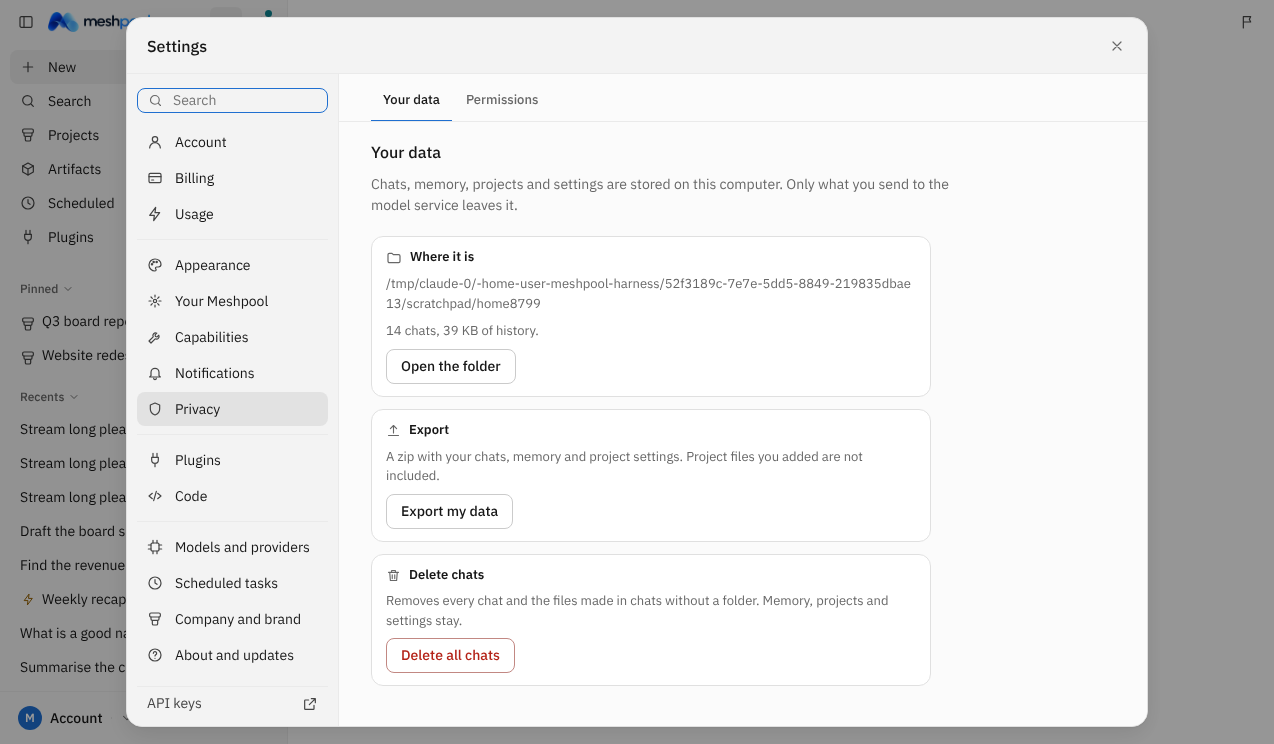 meshpo
Settings
New
Search
Projects
Artifacts
Scheduled
Plugins
Pinned
Q3 board repo
Website rede
Recents
Stream long plea
Stream long plea
Stream long plea
Draft the board s
Find the revenue
Weekly recap
What is a good na
Summarise the c
M Account
Search
Account
Billing
Usage
Appearance
Your Meshpool
Capabilities
Notifications
Privacy
Plugins
Code
Models and providers
Scheduled tasks
Company and brand
About and updates
API keys
Your data Permissions
Your data
Chats, memory, projects and settings are stored on this computer. Only what you send to the
model service leaves it.
Where it is
/tmp/claude-0/-home-user-meshpool-harness/52f3189c-7e7e-5dd5-8849-219835dbae
13/scratchpad/home8799
14 chats, 39 KB of history.
Open the folder
Export
A zip with your chats, memory and project settings. Project files you added are not
included.
Export my data
Delete chats
Removes every chat and the files made in chats without a folder. Memory, projects and
settings stay.
Delete all chats